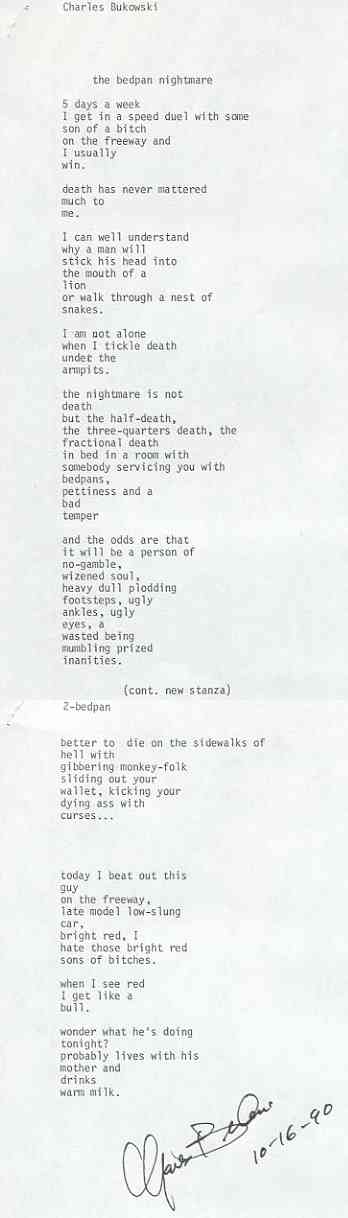 Charles Bukowski
the bedpan nightmare
5 days a week
I get in a speed duel with some
son of a bitch
on the freeway and
I usually
win.
death has never mattered
much to
me.
I can well understand
why a man will
stick his head into
the mouth of a
lion
or walk through a nest of
snakes.
I am not alone
when I tickle death
under the
armpits.
the nightmare is not
death
but the half-death,
the three-quarters death, the
fractional death
in bed in a room with
somebody servicing you with
bedpans,
pettiness and a
bad
temper
and the odds are that
it will be a person of
no-gamble,
wizened soul,
heavy dull plodding
footsteps, ugly
ankles, ugly
eyes, a
wasted being
mumbling prized
inanities.
(cont. new stanza)
2-bedpan
better to die on the sidewalks of
hell with
gibbering monkey-folk
sliding out your
wallet, kicking your
dying ass with
curses...
today I beat out this
guy
on the freeway,
late model low-slung
car,
bright red, I
hate those bright red
sons of bitches.
when I see red
I get like a
bull.
wonder what he's doing
tonight?
probably lives with his
mother and
drinks
warm milk.
10-16-90